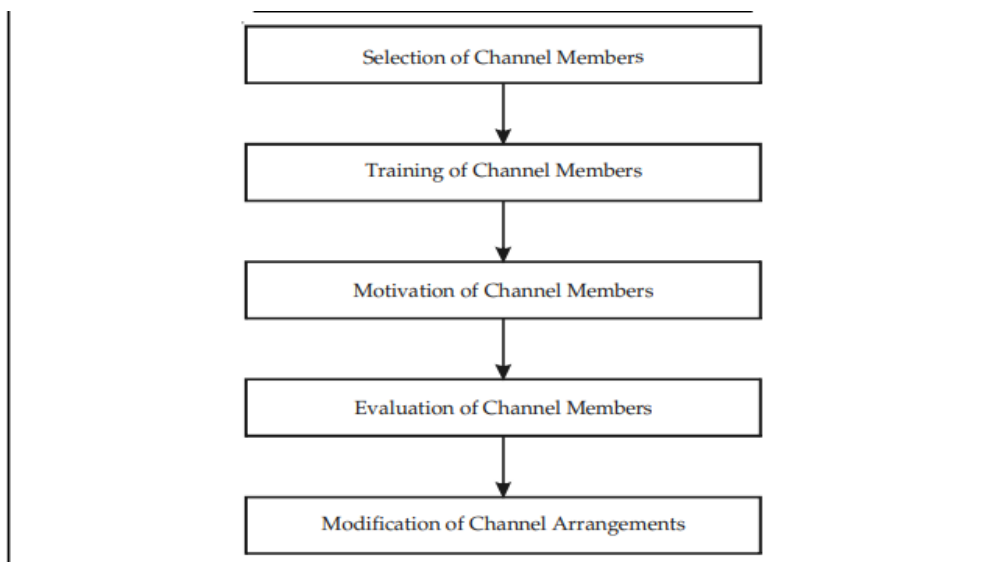 Selection of Channel Members
Training of Channel Members
Motivation of Channel Members
Evaluation of Channel Members
Modification of Channel Arrangements